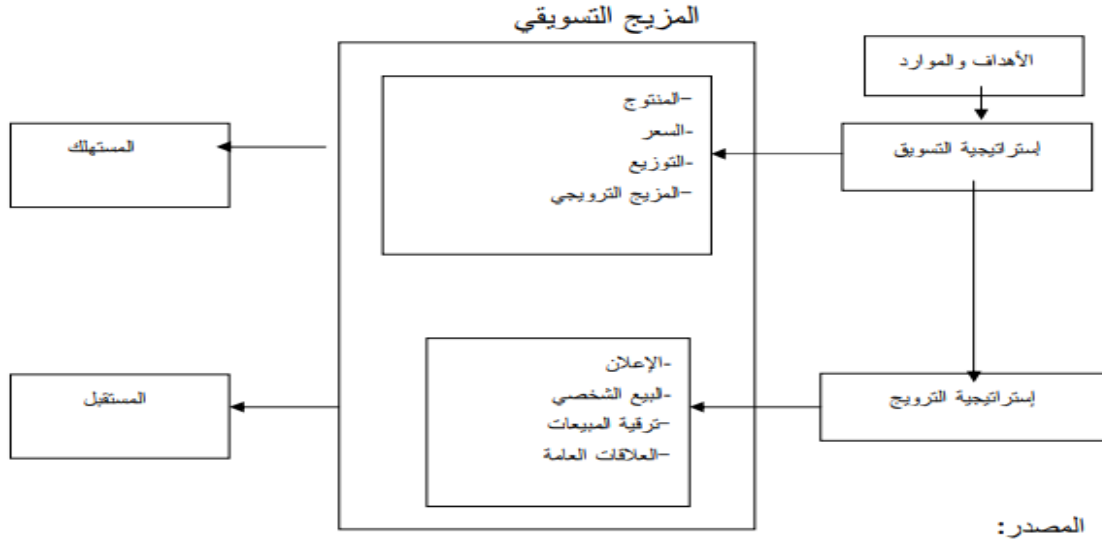 المزيج التسويقي
الأهداف والموارد
إستراتيجية التسويق
-المنتوج
-السعر
-التوزيع
-المزيج الترويجي
المستهلك
إستراتيجية الترويج
-الإعلان
-البيع الشخصي
-ترقية المبيعات
-العلاقات العامة
المستقبل
المصدر: